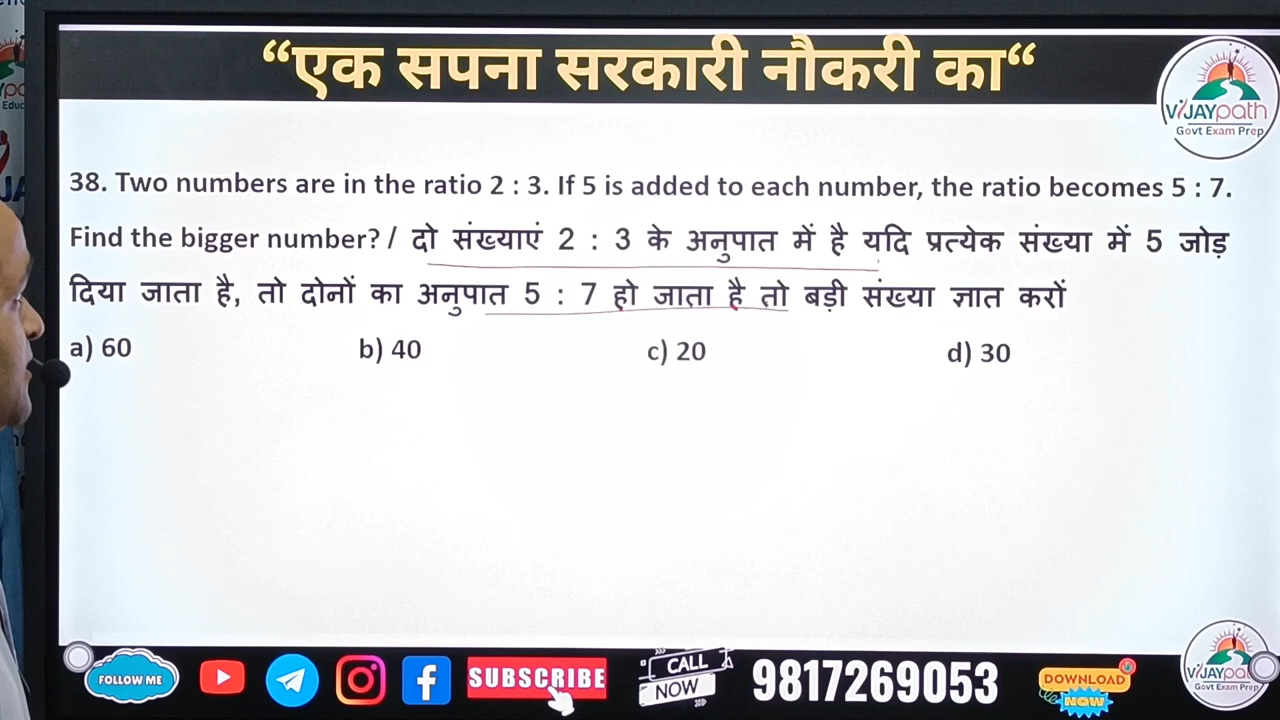 “एक सपना सरकारी नौकरी का“
ViJAYpath
Govt Exam Prep
38. Two numbers are in the ratio 2 : 3. If 5 is added to each number, the ratio becomes 5 : 7.
Find the bigger number? / दो संख्याएं 2 : 3 के अनुपात में है यदि प्रत्येक संख्या में 5 जोड़
दिया जाता है, तो दोनों का अनुपात 5 : 7 हो जाता है तो बड़ी संख्या ज्ञात करों
a) 60 b) 40 c) 20 d) 30
FOLLOW ME
SUBSCRIBE
CALL
NOW
9817269053
DOWNLOAD
NOW
ViJAYpath
Govt Exam Prep